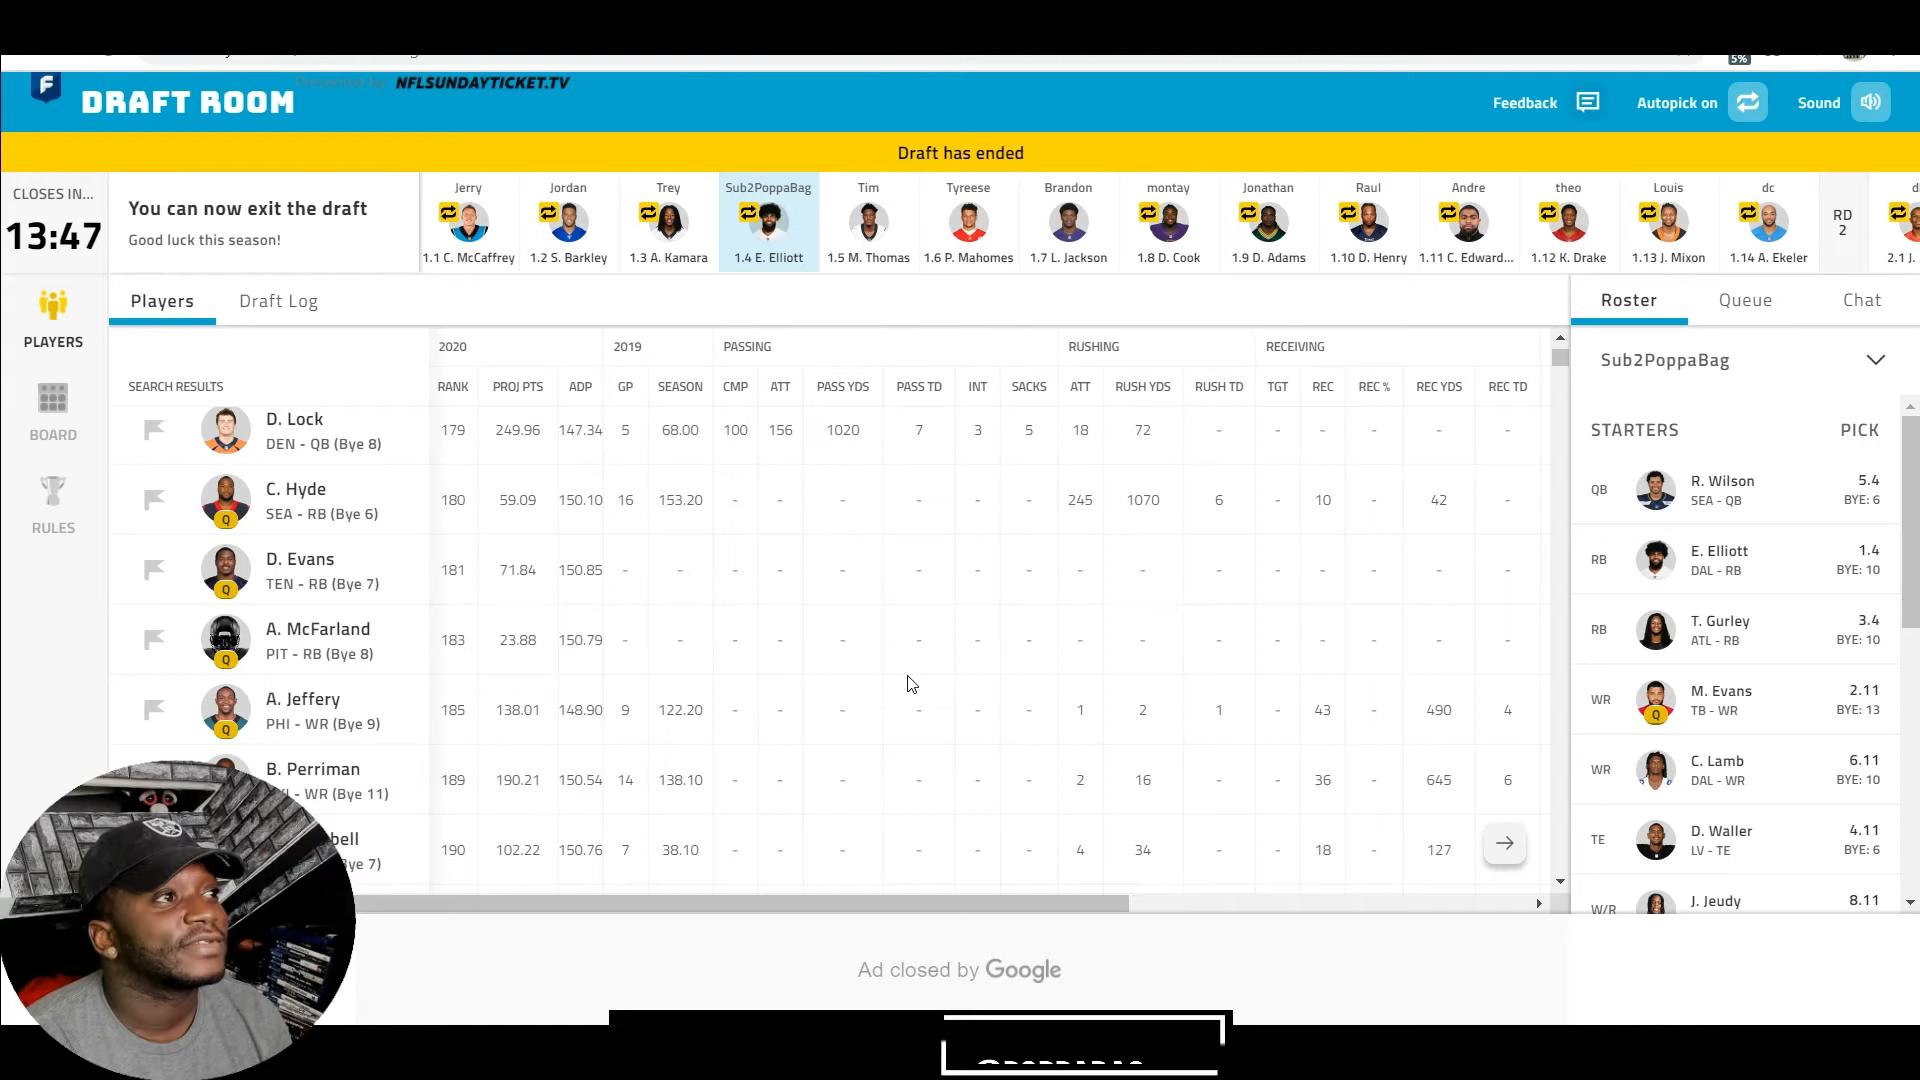 5%
F
DRAFT ROOM
NFLSUNDAYTICKET.TV
Feedback
Autopick on
Sound
Draft has ended
CLOSES IN...
13:47
You can now exit the draft
Good luck this season!
Jerry
1.1 C. McCaffrey
Jordan
1.2 S. Barkley
Trey
1.3 A. Kamara
Sub2PoppaBag
1.4 E. Elliott
Tim
1.5 M. Thomas
Tyreese
1.6 P. Mahomes
Brandon
1.7 L. Jackson
montay
1.8 D. Cook
Jonathan
1.9 D. Adams
Raul
1.10 D. Henry
Andre
1.11 C. Edward...
theo
1.12 K. Drake
Louis
1.13 J. Mixon
dc
1.14 A. Ekeler
RD
2
2.1 J.
PLAYERS
BOARD
RULES
Players
Draft Log
2020 2019 PASSING RUSHING RECEIVING
SEARCH RESULTS RANK PROJ PTS ADP GP SEASON CMP ATT PASS YDS PASS TD INT SACKS ATT RUSH YDS RUSH TD TGT REC REC % REC YDS REC TD
D. Lock
DEN - QB (Bye 8)
179 249.96 147.34 5 68.00 100 156 1020 7 3 5 18 72 - - - - - -
C. Hyde
SEA - RB (Bye 6)
Q
180 59.09 150.10 16 153.20 - - - - - - 245 1070 6 - 10 - 42 -
D. Evans
TEN - RB (Bye 7)
Q
181 71.84 150.85 - - - - - - - - - - - - - - - -
A. McFarland
PIT - RB (Bye 8)
Q
183 23.88 150.79 - - - - - - - - - - - - - - - -
A. Jeffery
PHI - WR (Bye 9)
Q
185 138.01 148.90 9 122.20 - - - - - - 1 2 1 - 43 - 490 4
B. Perriman
- WR (Bye 11)
189 190.21 150.54 14 138.10 - - - - - - 2 16 - - 36 - 645 6
bell
ye 7)
190 102.22 150.76 7 38.10 - - - - - - 4 34 - - 18 - 127
Roster
Queue
Chat
Sub2PoppaBag
STARTERS PICK
QB R. Wilson 5.4
SEA - QB BYE: 6
RB E. Elliott 1.4
DAL - RB BYE: 10
RB T. Gurley 3.4
ATL - RB BYE: 10
WR M. Evans 2.11
Q TB - WR BYE: 13
WR C. Lamb 6.11
DAL - WR BYE: 10
TE D. Waller 4.11
LV - TE BYE: 6
W/R J. Jeudy 8.11
Ad closed by Google